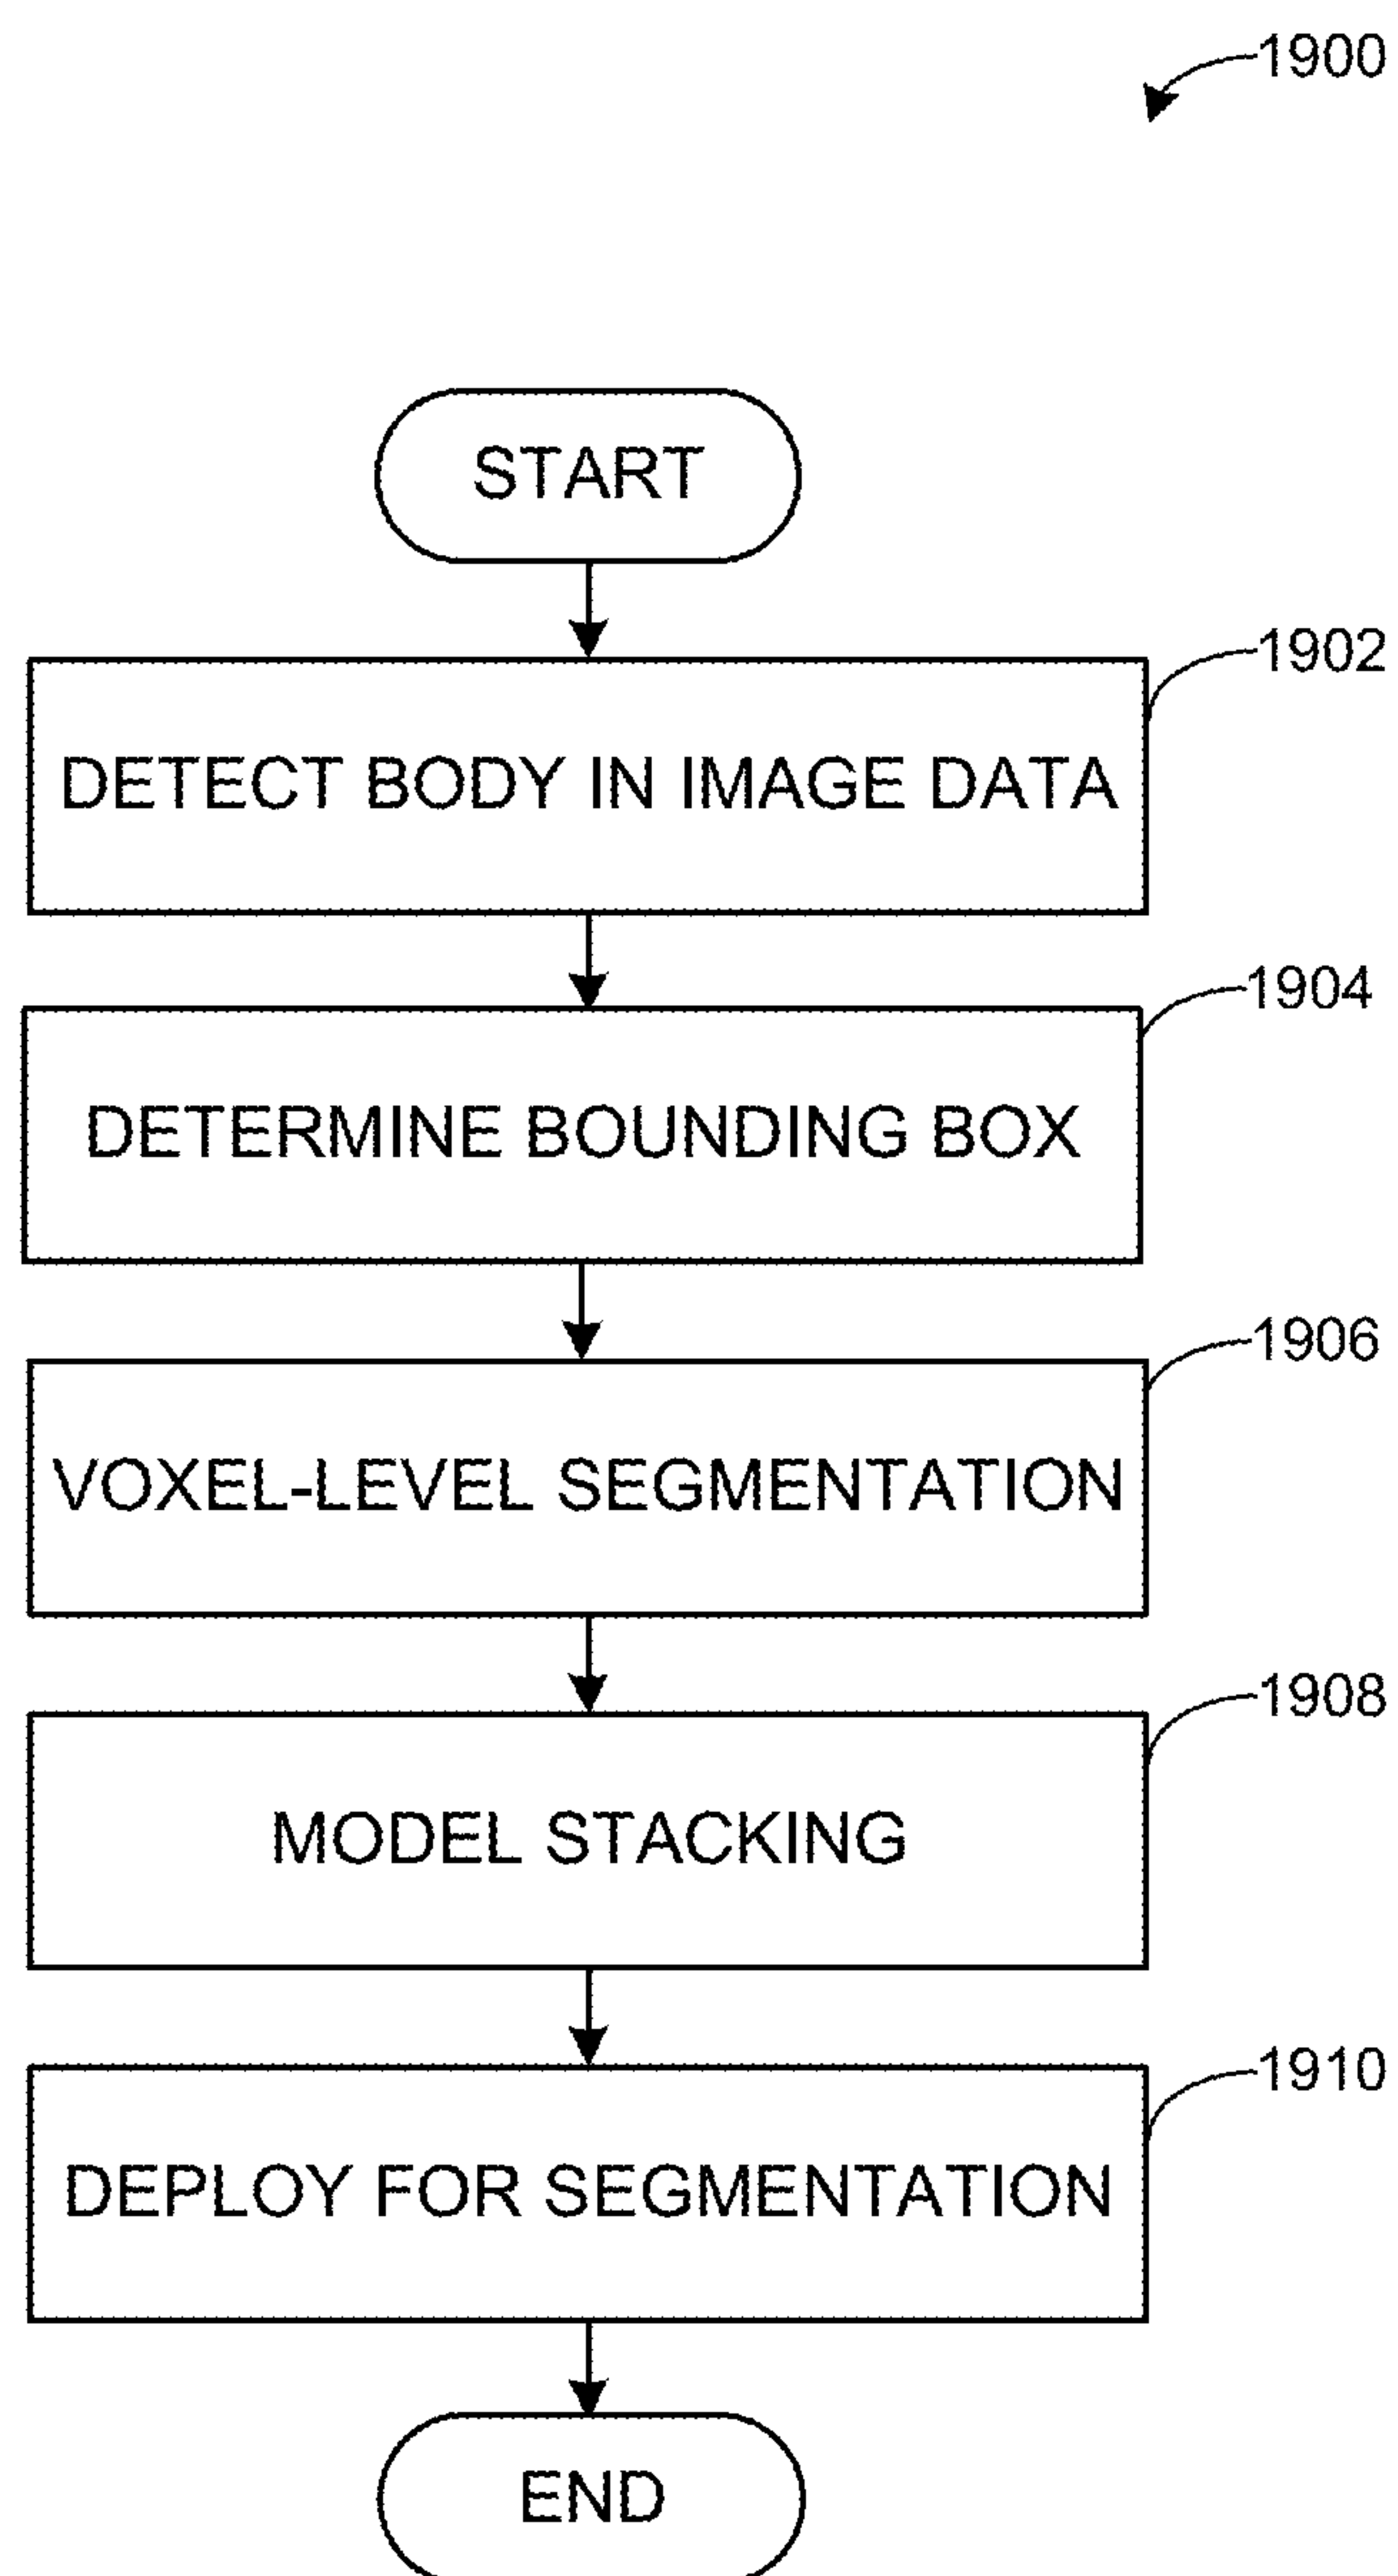 1900
START
1902
DETECT BODY IN IMAGE DATA
1904
DETERMINE BOUNDING BOX
1906
VOXEL-LEVEL SEGMENTATION
1908
MODEL STACKING
1910
DEPLOY FOR SEGMENTATION
END